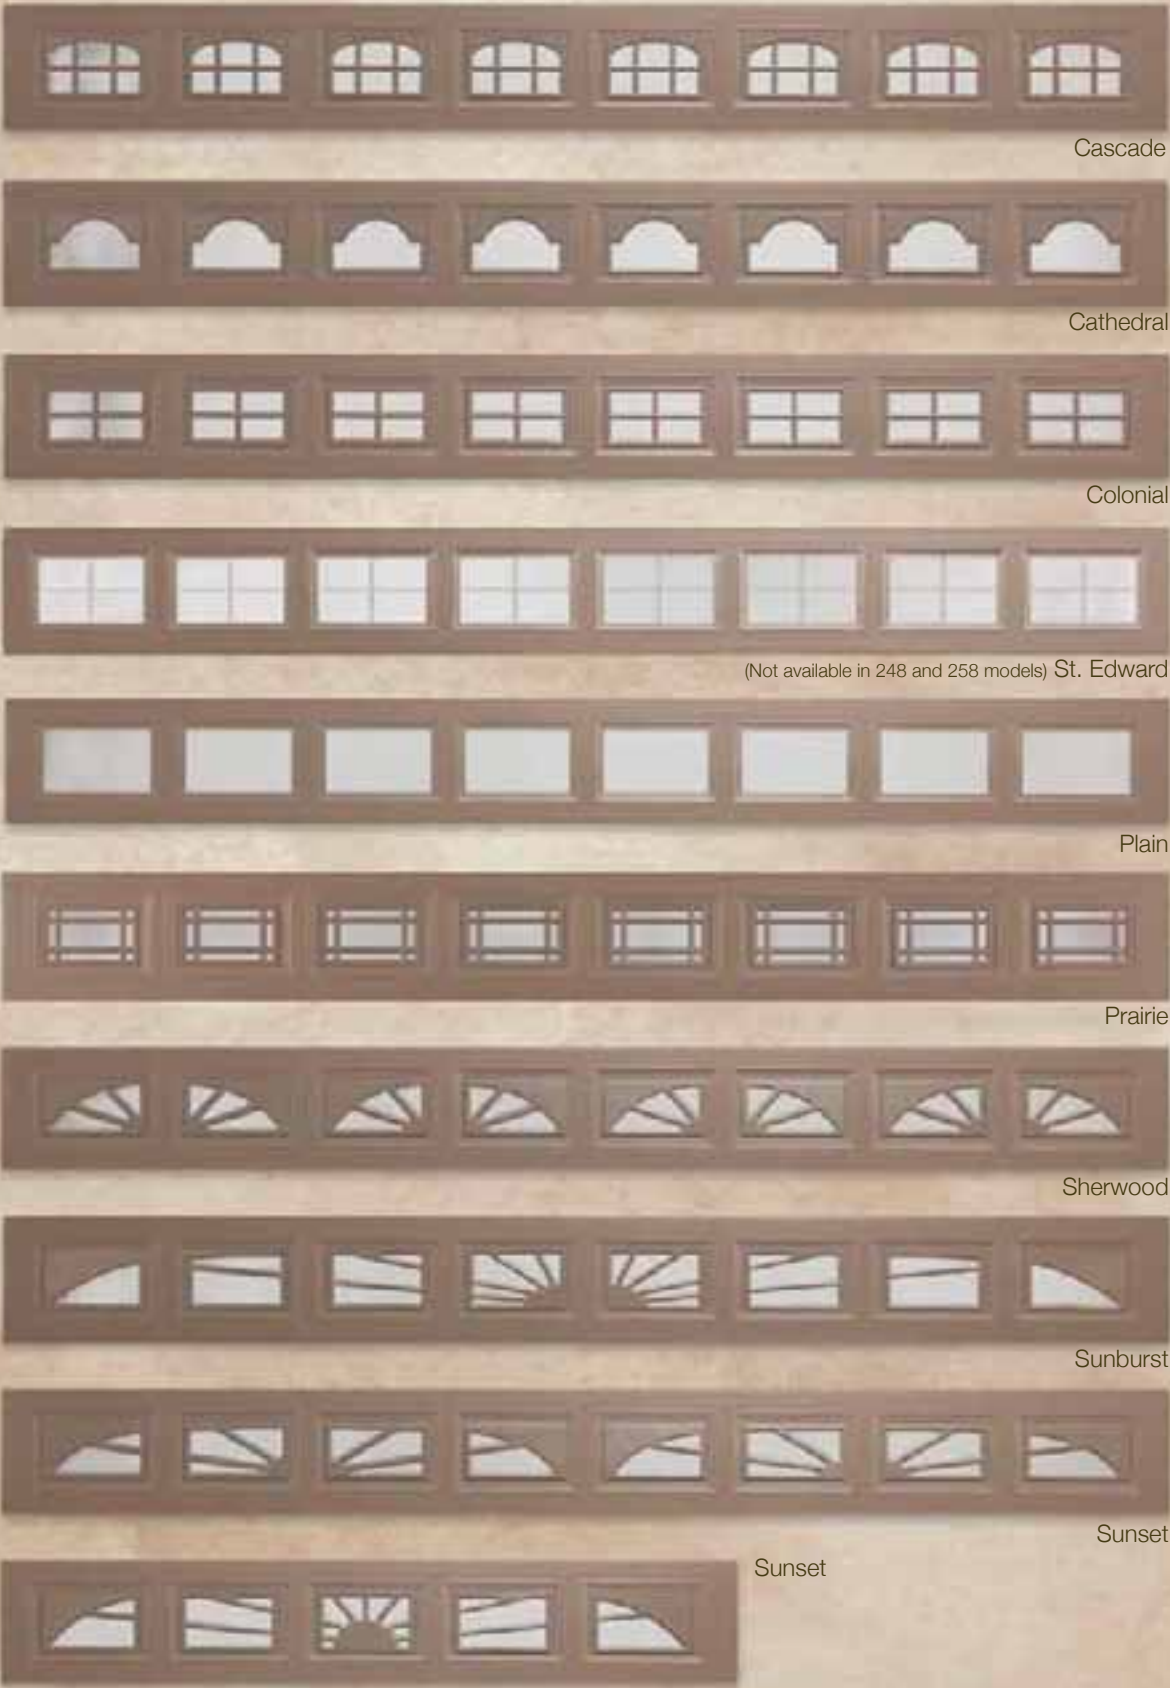 Cascade
Cathedral
Colonial
(Not available in 248 and 258 models) St. Edward
Plain
Prairie
Sherwood
Sunburst
Sunset
Sunset